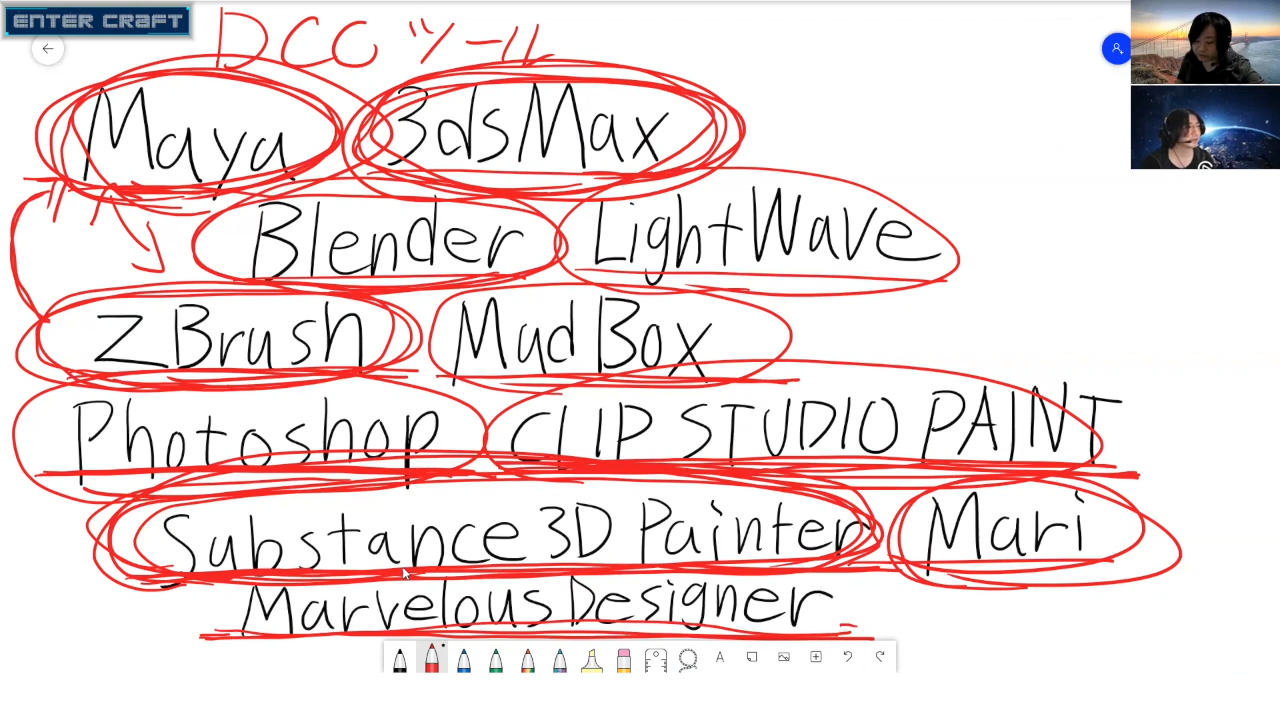 ENTER CRAFT
DCCツール
Maya 3dsMax
Blender LightWave
ZBrush MudBox
Photoshop CLIP STUDIO PAINT
Substance 3D Painter Mari
MarvelousDesigner
A